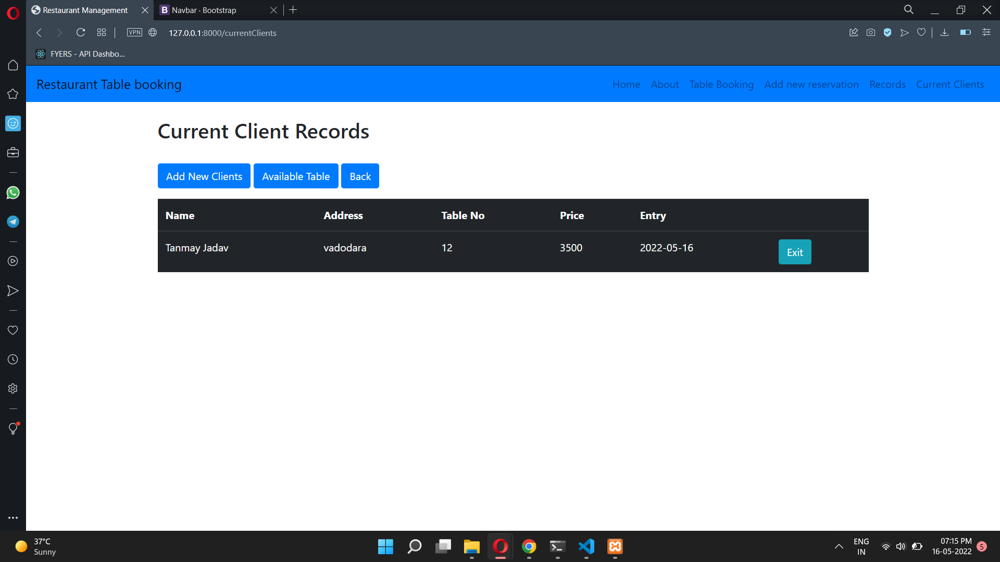 Restaurant Management
B Navbar · Bootstrap
VPN
127.0.0.1:8000/currentClients
FYERS - API Dashbo...
Restaurant Table booking
Home About Table Booking Add new reservation Records Current Clients
Current Client Records
Add New Clients Available Table Back
Name Address Table No Price Entry
Tanmay Jadav vadodara 12 3500 2022-05-16 Exit
37°C
Sunny
ENG
IN
07:15 PM
16-05-2022
5